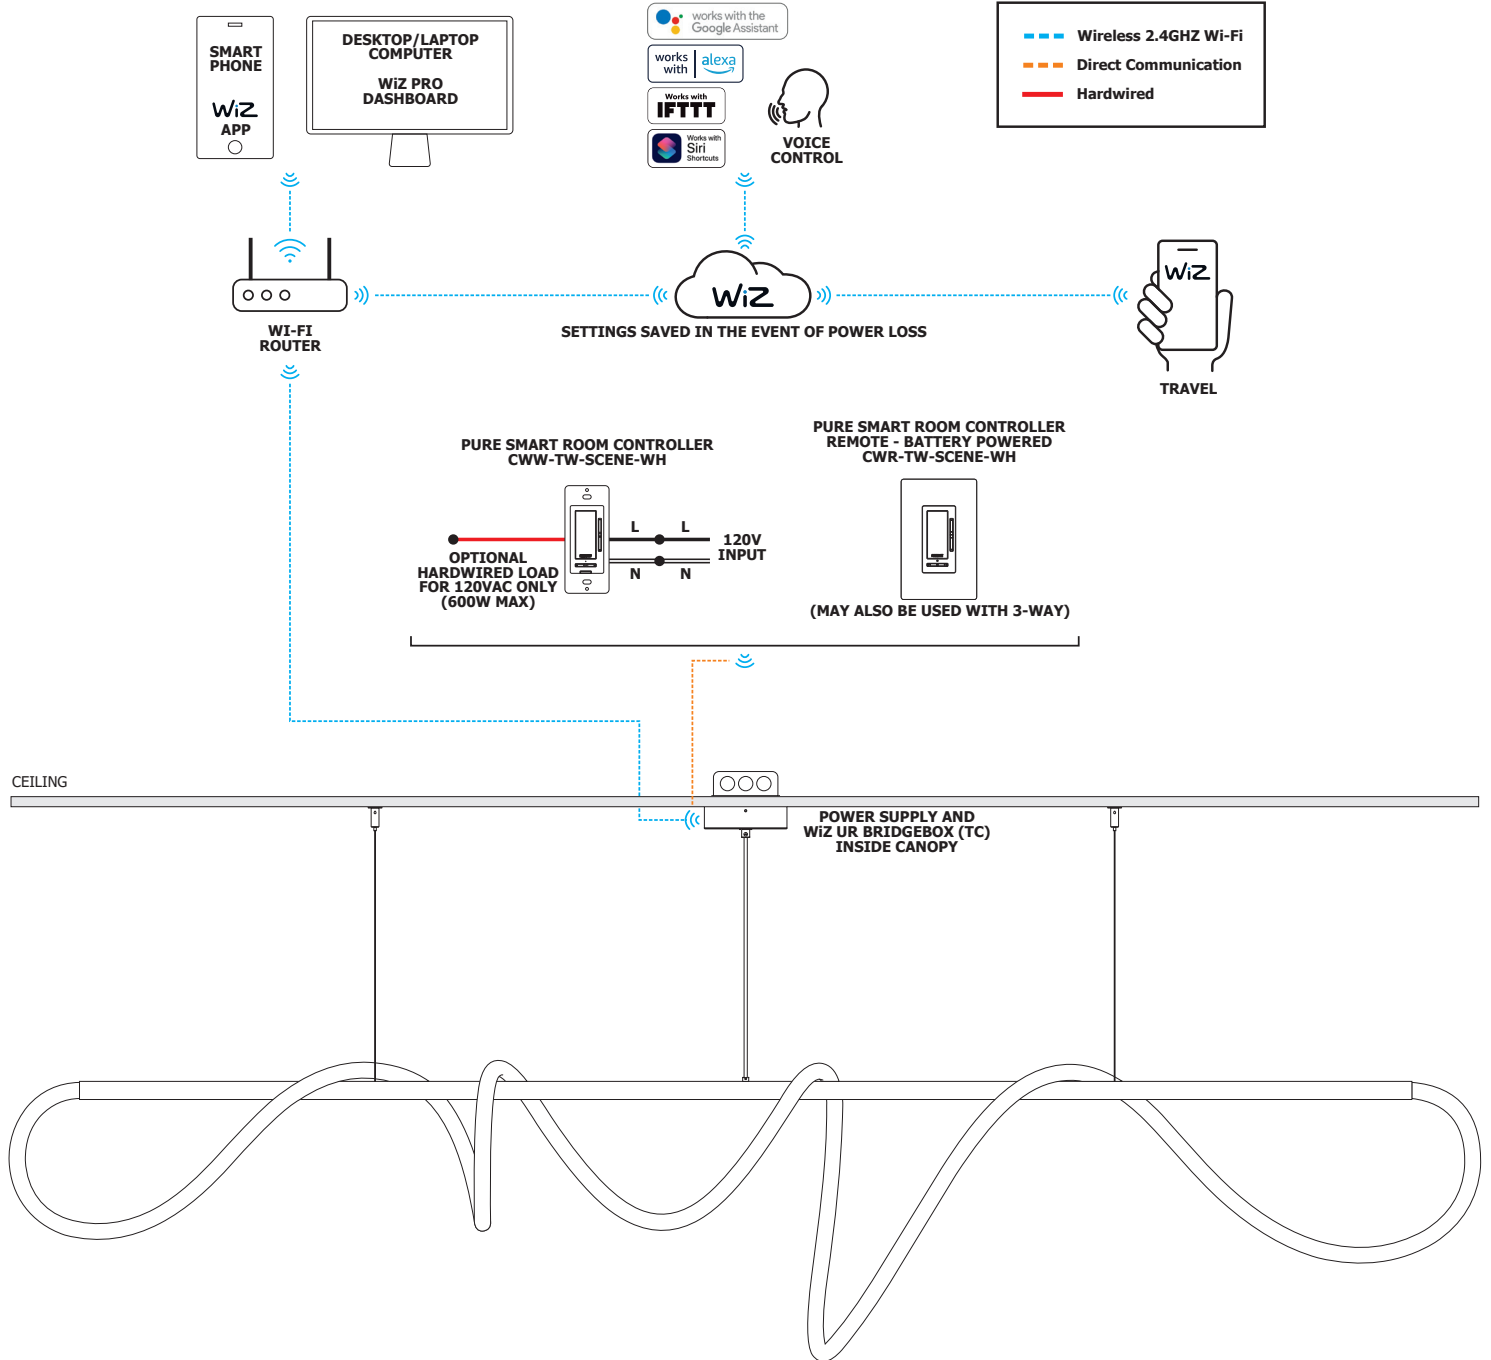 SMART
PHONE
WiZ
APP
DESKTOP/LAPTOP
COMPUTER
WiZ PRO
DASHBOARD
works with the
Google Assistant
works
with
alexa
Works with
IFTTT
Works with
Siri
Shortcuts
VOICE
CONTROL
Wireless 2.4GHZ Wi-Fi
Direct Communication
Hardwired
WI-FI
ROUTER
WiZ
SETTINGS SAVED IN THE EVENT OF POWER LOSS
WiZ
TRAVEL
PURE SMART ROOM CONTROLLER
CWW-TW-SCENE-WH
L
L
N
N
120V
INPUT
OPTIONAL
HARDWIRED LOAD
FOR 120VAC ONLY
(600W MAX)
PURE SMART ROOM CONTROLLER
REMOTE - BATTERY POWERED
CWR-TW-SCENE-WH
(MAY ALSO BE USED WITH 3-WAY)
CEILING
POWER SUPPLY AND
WiZ UR BRIDGEBOX (TC)
INSIDE CANOPY